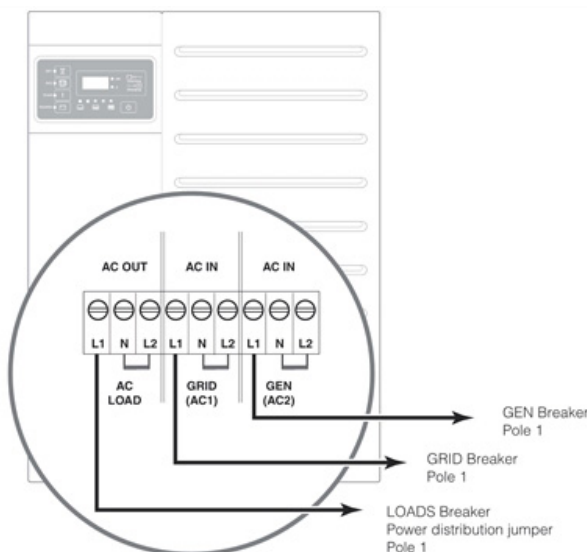 AC OUT AC IN AC IN
L1 N L2 L1 N L2 L1 N L2
AC GRID GEN
LOAD (AC1) (AC2)
GEN Breaker
Pole 1
GRID Breaker
Pole 1
LOADS Breaker
Power distribution jumper
Pole 1